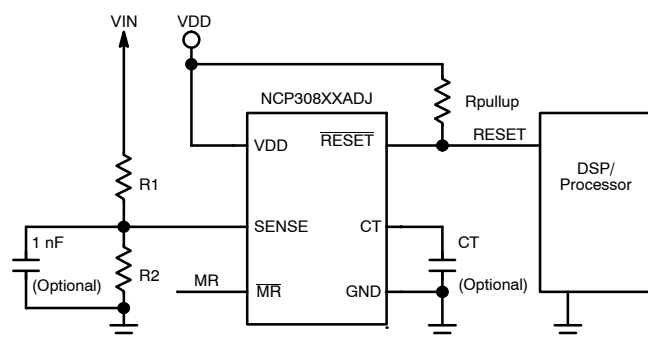 VIN
VDD
NCP308XXADJ
Rpullup
VDD
RESET
RESET
DSP/
Processor
R1
SENSE
CT
CT
1 nF
(Optional)
R2
MR
MR
GND
(Optional)